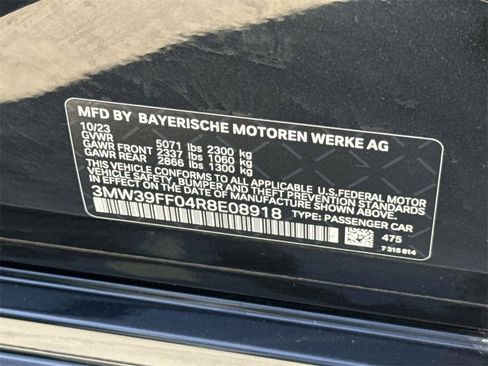 MFD BY BAYERISCHE MOTOREN WERKE AG
10/23
GVWR 5071 lbs 2300 kg
GAWR FRONT 2337 lbs 1060 kg
GAWR REAR 2866 lbs 1300 kg
THIS VEHICLE CONFORMS TO ALL APPLICABLE U.S.FEDERAL MOTOR
VEHICLE SAFETY, BUMPER AND THEFT PREVENTION STANDARDS
IN EFFECT ON THE DATE OF MANUFACTURE SHOWN ABOVE.
3MW39FF04R8E08918 TYPE: PASSENGER CAR
475
7 315 614